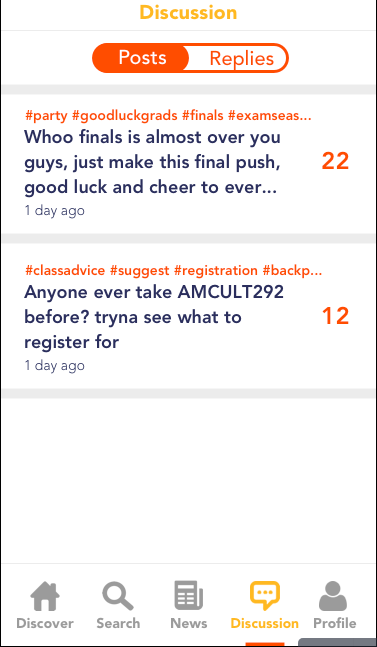 Discussion
Posts Replies
#party #goodluckgrads #finals #examseas...
Whoo finals is almost over you
guys, just make this final push,
good luck and cheer to ever...
22
1 day ago
#classadvice #suggest #registration #backp...
Anyone ever take AMCULT292
before? tryna see what to
register for
12
1 day ago
Discover Search News Discussion Profile